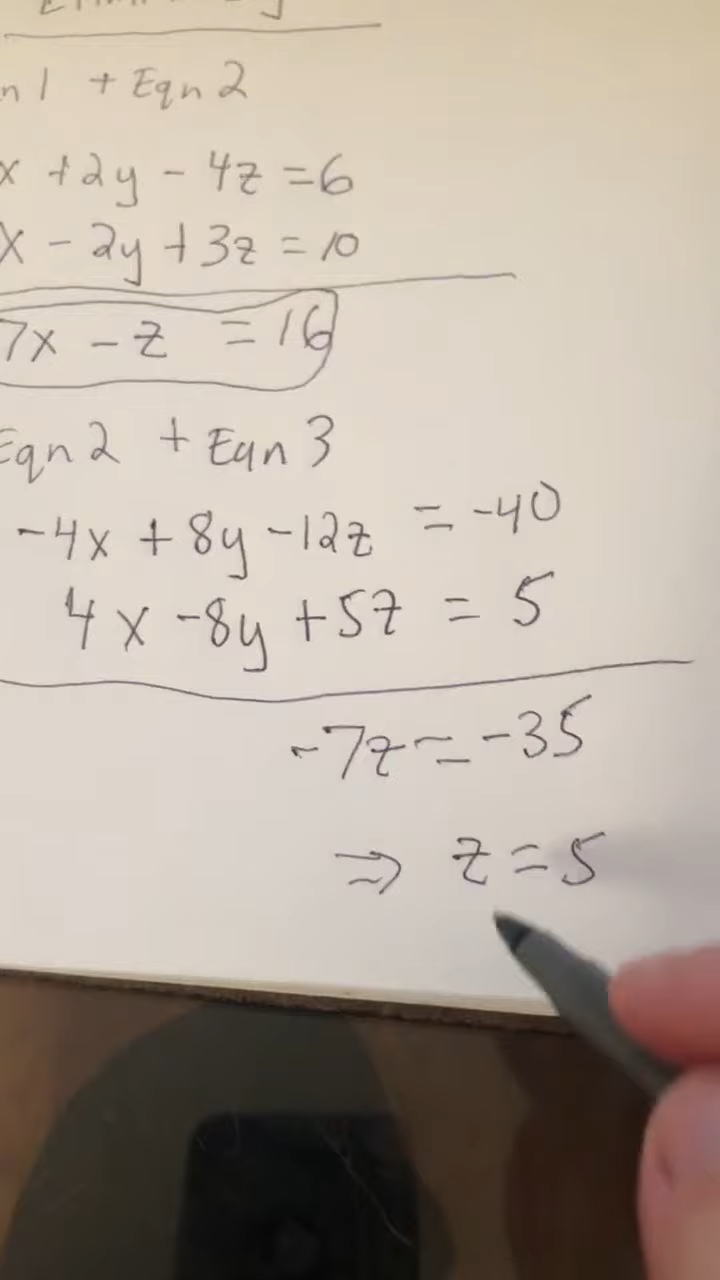 n 1 + Eqn 2
x + 2y - 4z = 6
x - 2y + 3z = 10
7x - z = 16
Eqn 2 + Eqn 3
-4x + 8y - 12z = -40
4x - 8y + 5z = 5
-7z = -35
⇒ z = 5